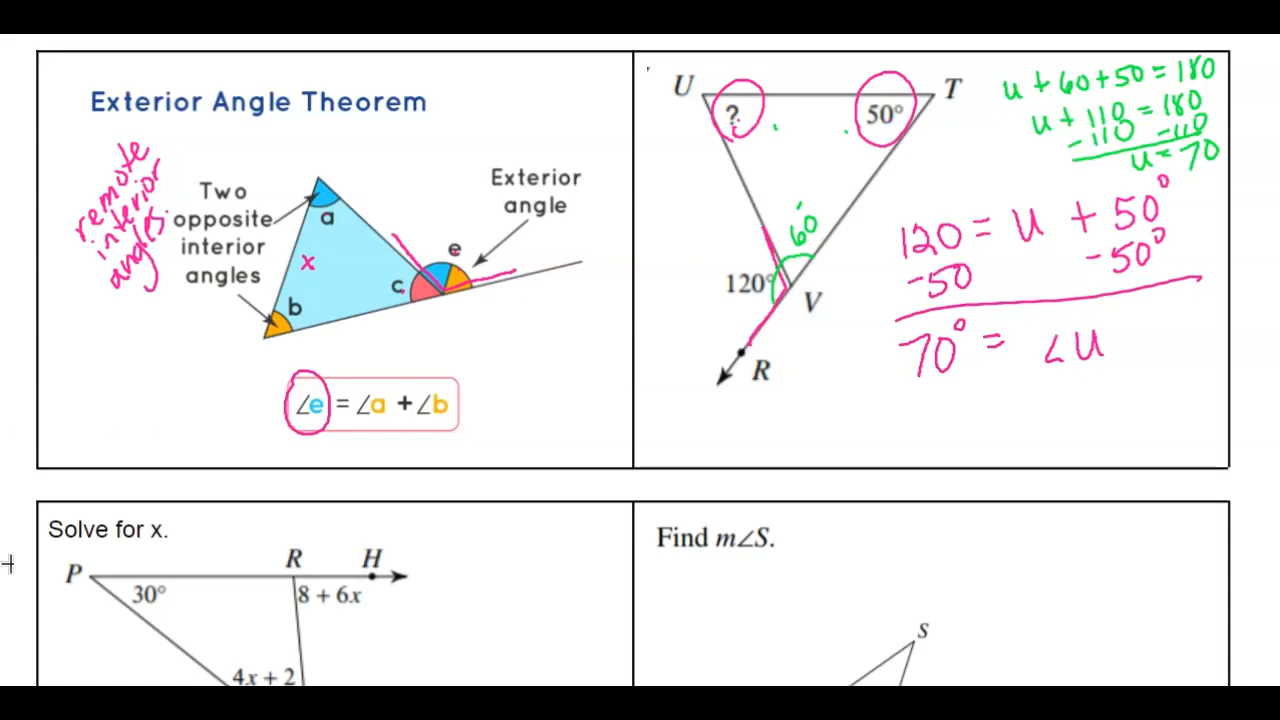 Exterior Angle Theorem
remote
interior
angles
Two
opposite
interior
angles
Exterior
angle
a
x
b
c
e
∠e = ∠a + ∠b
U
T
?
50°
60°
120°
V
R
u + 60 + 50 = 180
u + 110 = 180
-110 -110
u = 70
120 = u + 50°
-50 -50°
70° = ∠U
Solve for x.
P
R
H
30°
8 + 6x
4x + 2
Find m∠S.
S